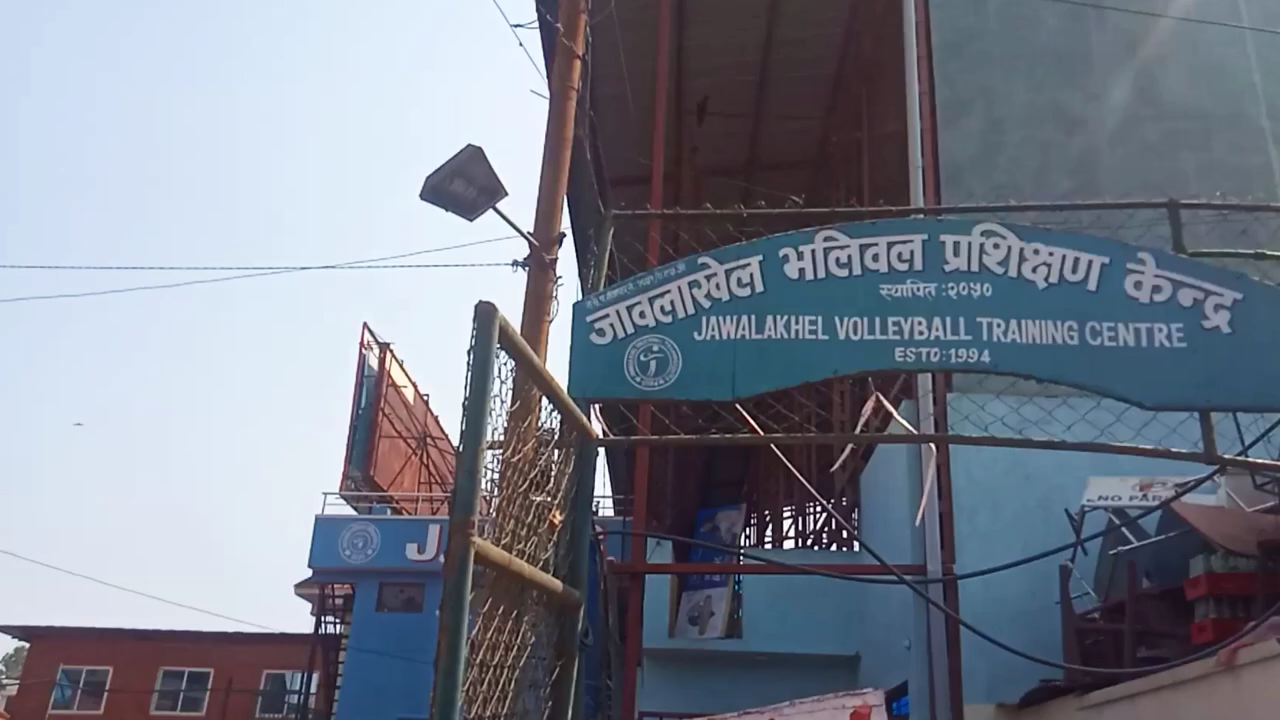 जावलाखेल भलिवल प्रशिक्षण केन्द्र
स्थापित :२०५०
JAWALAKHEL VOLLEYBALL TRAINING CENTRE
ESTD:1994
J
NO PAR